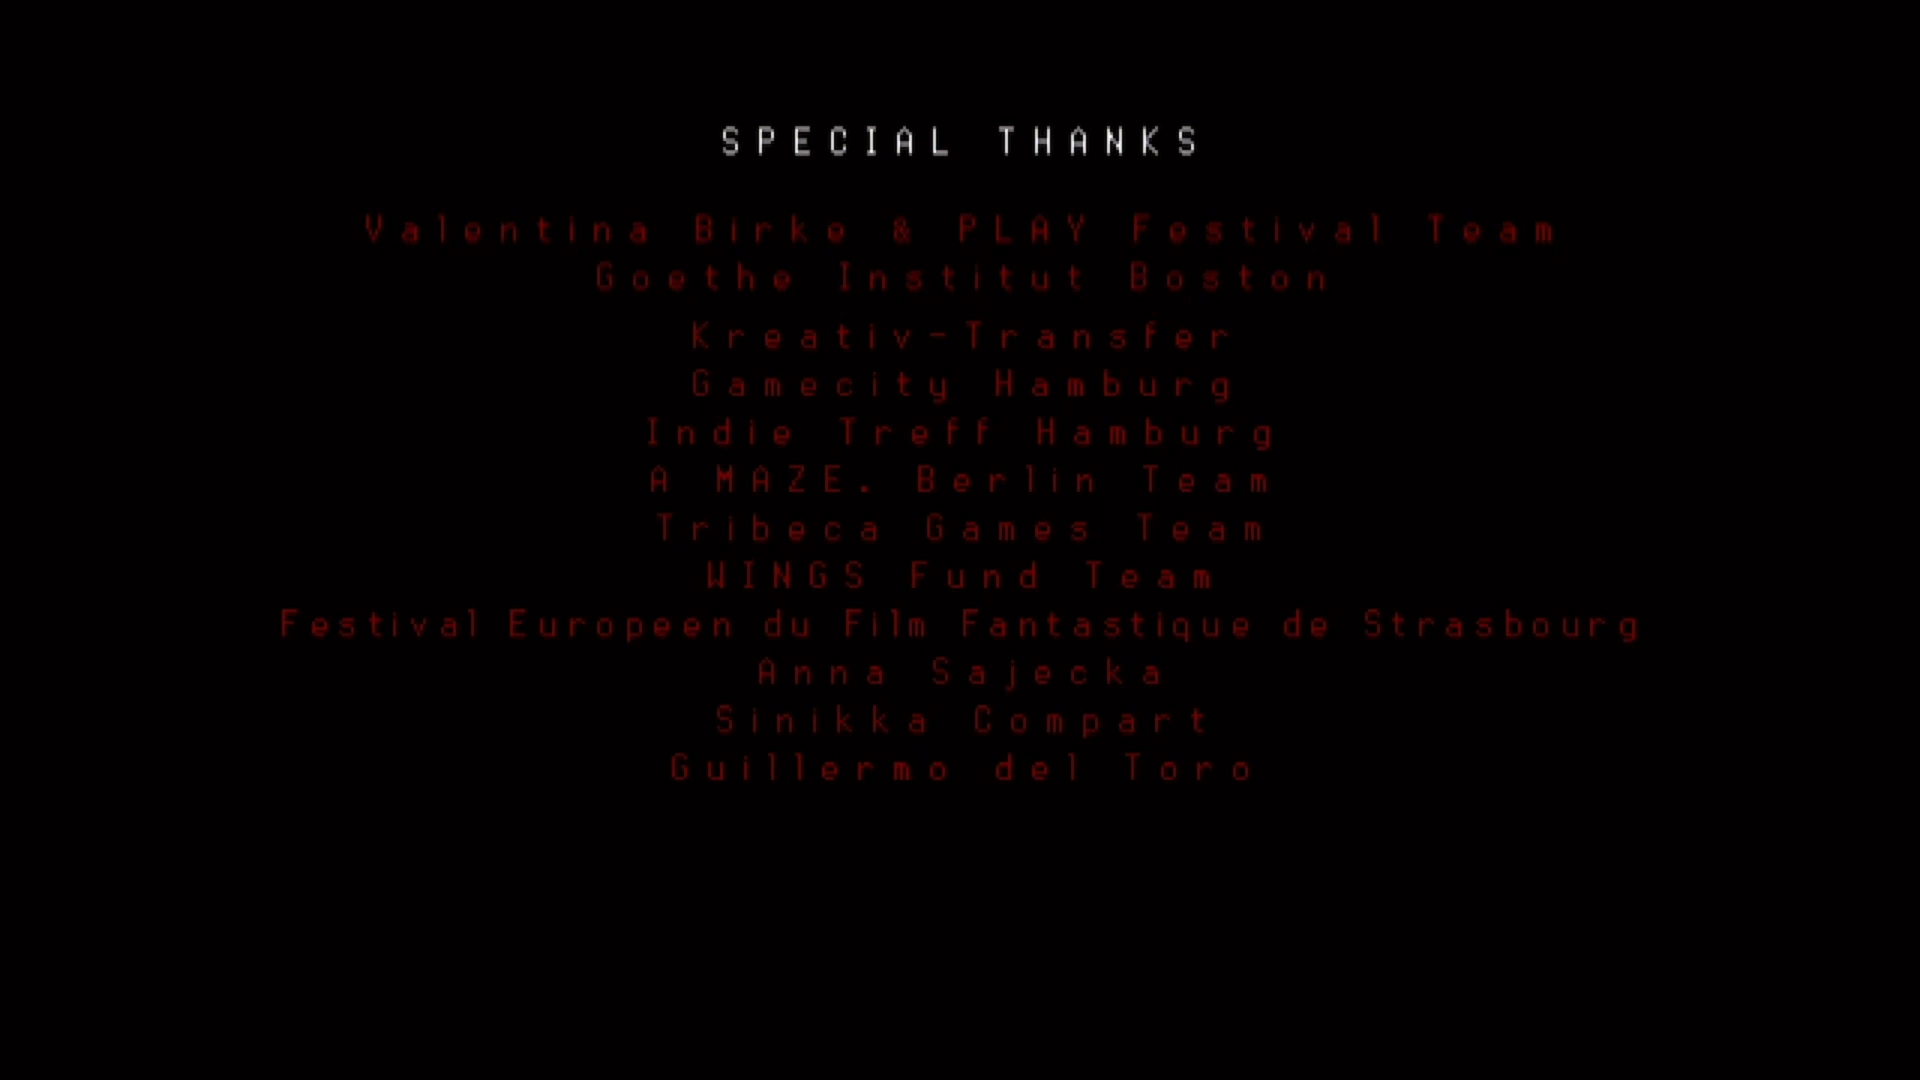 SPECIAL THANKS
Valentina Birke & PLAY Festival Team
Goethe Institut Boston
Kreativ-Transfer
Gamecity Hamburg
Indie Treff Hamburg
A MAZE. Berlin Team
Tribeca Games Team
WINGS Fund Team
Festival Europeen du Film Fantastique de Strasbourg
Anna Sajecka
Sinikka Compart
Guillermo del Toro